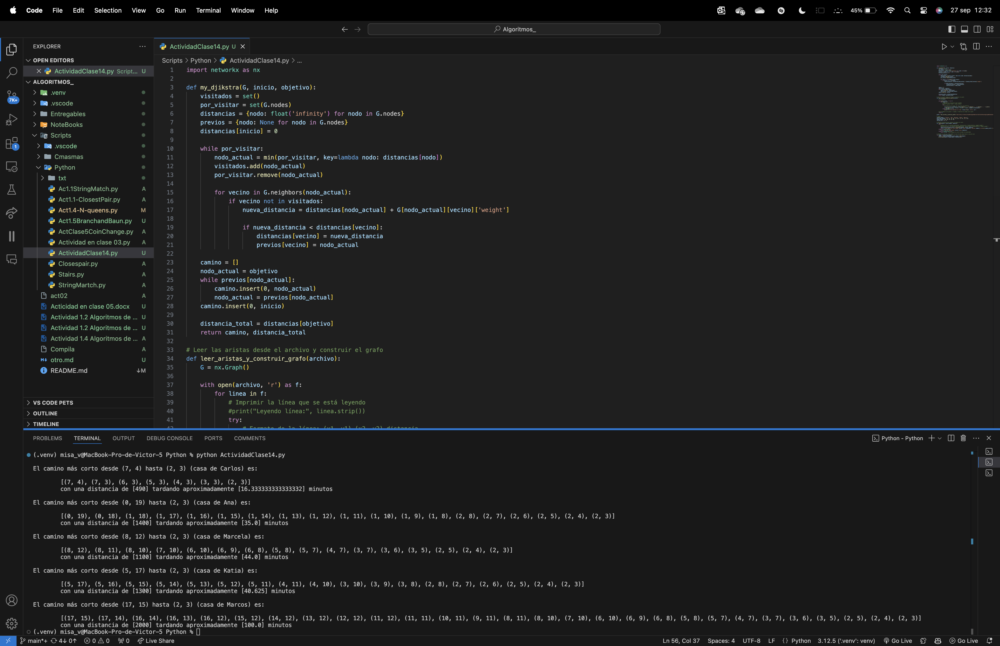 Code File Edit Selection View Go Run Terminal Window Help
45% 27 sep 12:32
Algoritmos_
EXPLORER
OPEN EDITORS
ActividadClase14.py Script... U
ALGORITMOS_
.venv
.vscode
Entregables
NoteBooks
Scripts
.vscode
Cmasmas
Python
txt
Ac1.1StringMatch.py A
Act1.1-ClosestPair.py A
Act1.4-N-queens.py M
Act1.5BranchandBaun.py U
ActClase5CoinChange.py A
Actividad en clase 03.py A
ActividadClase14.py U
Closespair.py A
Stairs.py A
StringMartch.py A
act02 A
Acticidad en clase 05.docx U
Actividad 1.2 Algoritmos de ... U
Actividad 1.2 Algoritmos de ... U
Actividad 1.4 Algoritmos de ... A
Compila A
otro.md U
README.md ↓M
VS CODE PETS
OUTLINE
TIMELINE
7K+
1
ActividadClase14.py U
Scripts > Python > ActividadClase14.py > ...
1 import networkx as nx
2
3 def my_djikstra(G, inicio, objetivo):
4 visitados = set()
5 por_visitar = set(G.nodes)
6 distancias = {nodo: float('infinity') for nodo in G.nodes}
7 previos = {nodo: None for nodo in G.nodes}
8 distancias[inicio] = 0
9
10 while por_visitar:
11 nodo_actual = min(por_visitar, key=lambda nodo: distancias[nodo])
12 visitados.add(nodo_actual)
13 por_visitar.remove(nodo_actual)
14
15 for vecino in G.neighbors(nodo_actual):
16 if vecino not in visitados:
17 nueva_distancia = distancias[nodo_actual] + G[nodo_actual][vecino]['weight']
18
19 if nueva_distancia < distancias[vecino]:
20 distancias[vecino] = nueva_distancia
21 previos[vecino] = nodo_actual
22
23 camino = []
24 nodo_actual = objetivo
25 while previos[nodo_actual]:
26 camino.insert(0, nodo_actual)
27 nodo_actual = previos[nodo_actual]
28 camino.insert(0, inicio)
29
30 distancia_total = distancias[objetivo]
31 return camino, distancia_total
32
33 # Leer las aristas desde el archivo y construir el grafo
34 def leer_aristas_y_construir_grafo(archivo):
35 G = nx.Graph()
36
37 with open(archivo, 'r') as f:
38 for linea in f:
39 # Imprimir la línea que se está leyendo
40 #print("Leyendo línea:", linea.strip())
41 try:
42 # Formato de la línea: (x1, y1) (x2, y2) distancia
PROBLEMS TERMINAL OUTPUT DEBUG CONSOLE PORTS COMMENTS
Python - Python
(.venv) misa_v@MacBook-Pro-de-Victor-5 Python % python ActividadClase14.py
El camino más corto desde (7, 4) hasta (2, 3) (casa de Carlos) es:
[(7, 4), (7, 3), (6, 3), (5, 3), (4, 3), (3, 3), (2, 3)]
con una distancia de [490] tardando aproximadamente [16.333333333333332] minutos
El camino más corto desde (0, 19) hasta (2, 3) (casa de Ana) es:
[(0, 19), (0, 18), (1, 18), (1, 17), (1, 16), (1, 15), (1, 14), (1, 13), (1, 12), (1, 11), (1, 10), (1, 9), (1, 8), (2, 8), (2, 7), (2, 6), (2, 5), (2, 4), (2, 3)]
con una distancia de [1400] tardando aproximadamente [35.0] minutos
El camino más corto desde (8, 12) hasta (2, 3) (casa de Marcela) es:
[(8, 12), (8, 11), (8, 10), (7, 10), (6, 10), (6, 9), (6, 8), (5, 8), (5, 7), (4, 7), (3, 7), (3, 6), (3, 5), (2, 5), (2, 4), (2, 3)]
con una distancia de [1100] tardando aproximadamente [44.0] minutos
El camino más corto desde (5, 17) hasta (2, 3) (casa de Katia) es:
[(5, 17), (5, 16), (5, 15), (5, 14), (5, 13), (5, 12), (5, 11), (4, 11), (4, 10), (3, 10), (3, 9), (3, 8), (2, 8), (2, 7), (2, 6), (2, 5), (2, 4), (2, 3)]
con una distancia de [1300] tardando aproximadamente [40.625] minutos
El camino más corto desde (17, 15) hasta (2, 3) (casa de Marcos) es:
[(17, 15), (17, 14), (16, 14), (16, 13), (16, 12), (15, 12), (14, 12), (13, 12), (12, 12), (11, 12), (11, 11), (10, 11), (9, 11), (8, 11), (8, 10), (7, 10), (6, 10), (6, 9), (6, 8), (5, 8), (5, 7), (4, 7), (3, 7), (3, 6), (3, 5), (2, 5), (2, 4), (2, 3)]
con una distancia de [2000] tardando aproximadamente [100.0] minutos
(.venv) misa_v@MacBook-Pro-de-Victor-5 Python %
main*+ 4↓ 0↑ 0 0 0 Live Share
Ln 56, Col 37 Spaces: 4 UTF-8 LF {} Python 3.12.5 ('.venv': venv) Go Live Go Live